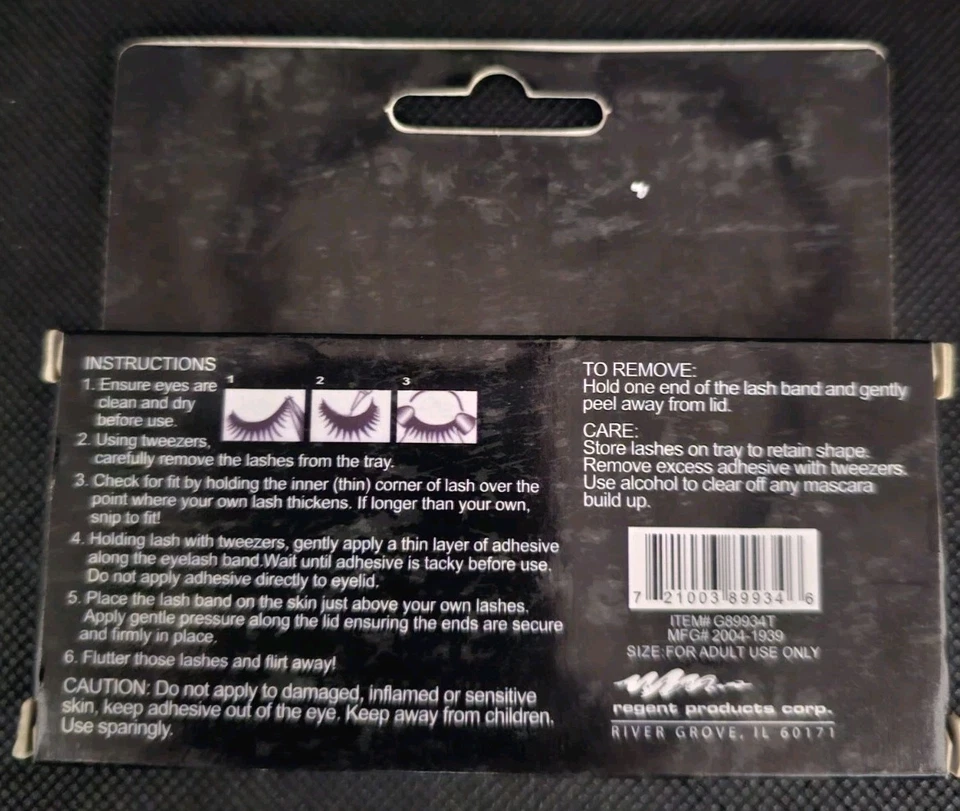 INSTRUCTIONS
1. Ensure eyes are
clean and dry
before use.
1 2 3
2. Using tweezers,
carefully remove the lashes from the tray.
3. Check for fit by holding the inner (thin) corner of lash over the
point where your own lash thickens. If longer than your own,
snip to fit!
4. Holding lash with tweezers, gently apply a thin layer of adhesive
along the eyelash band.Wait until adhesive is tacky before use.
Do not apply adhesive directly to eyelid.
5. Place the lash band on the skin just above your own lashes.
Apply gentle pressure along the lid ensuring the ends are secure
and firmly in place.
6. Flutter those lashes and flirt away!
CAUTION: Do not apply to damaged, inflamed or sensitive
skin, keep adhesive out of the eye. Keep away from children.
Use sparingly.
TO REMOVE:
Hold one end of the lash band and gently
peel away from lid.
CARE:
Store lashes on tray to retain shape.
Remove excess adhesive with tweezers.
Use alcohol to clear off any mascara
build up.
7 21003 89934 6
ITEM# G89934T
MFG# 2004-1939
SIZE:FOR ADULT USE ONLY
regent products corp.
RIVER GROVE, IL 60171